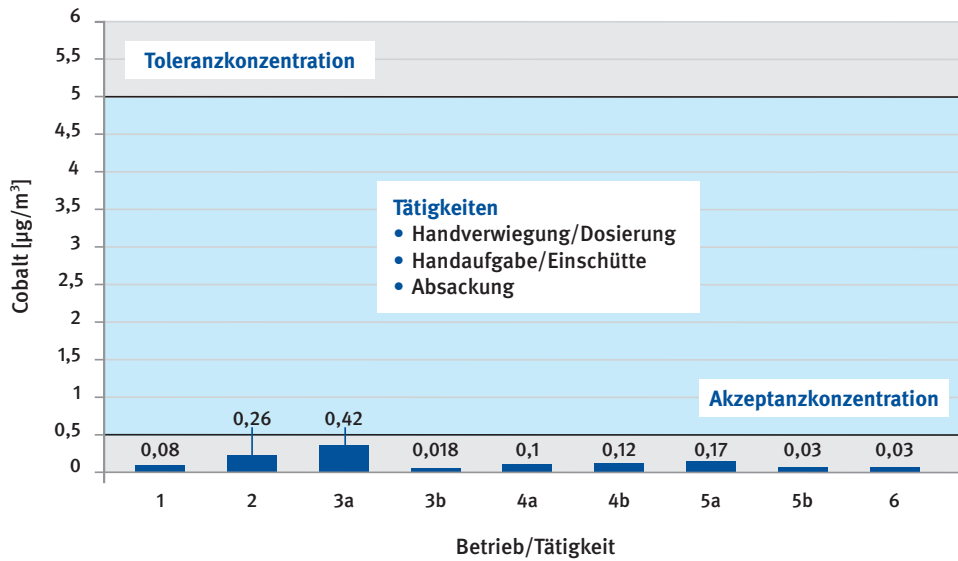 Cobalt [µg/m³]
6
5,5
5
4,5
4
3,5
3
2,5
2
1,5
1
0,5
0
Toleranzkonzentration
Tätigkeiten
• Handverwiegung/Dosierung
• Handaufgabe/Einschütte
• Absackung
Akzeptanzkonzentration
0,08
0,26
0,42
0,018
0,1
0,12
0,17
0,03
0,03
1
2
3a
3b
4a
4b
5a
5b
6
Betrieb/Tätigkeit